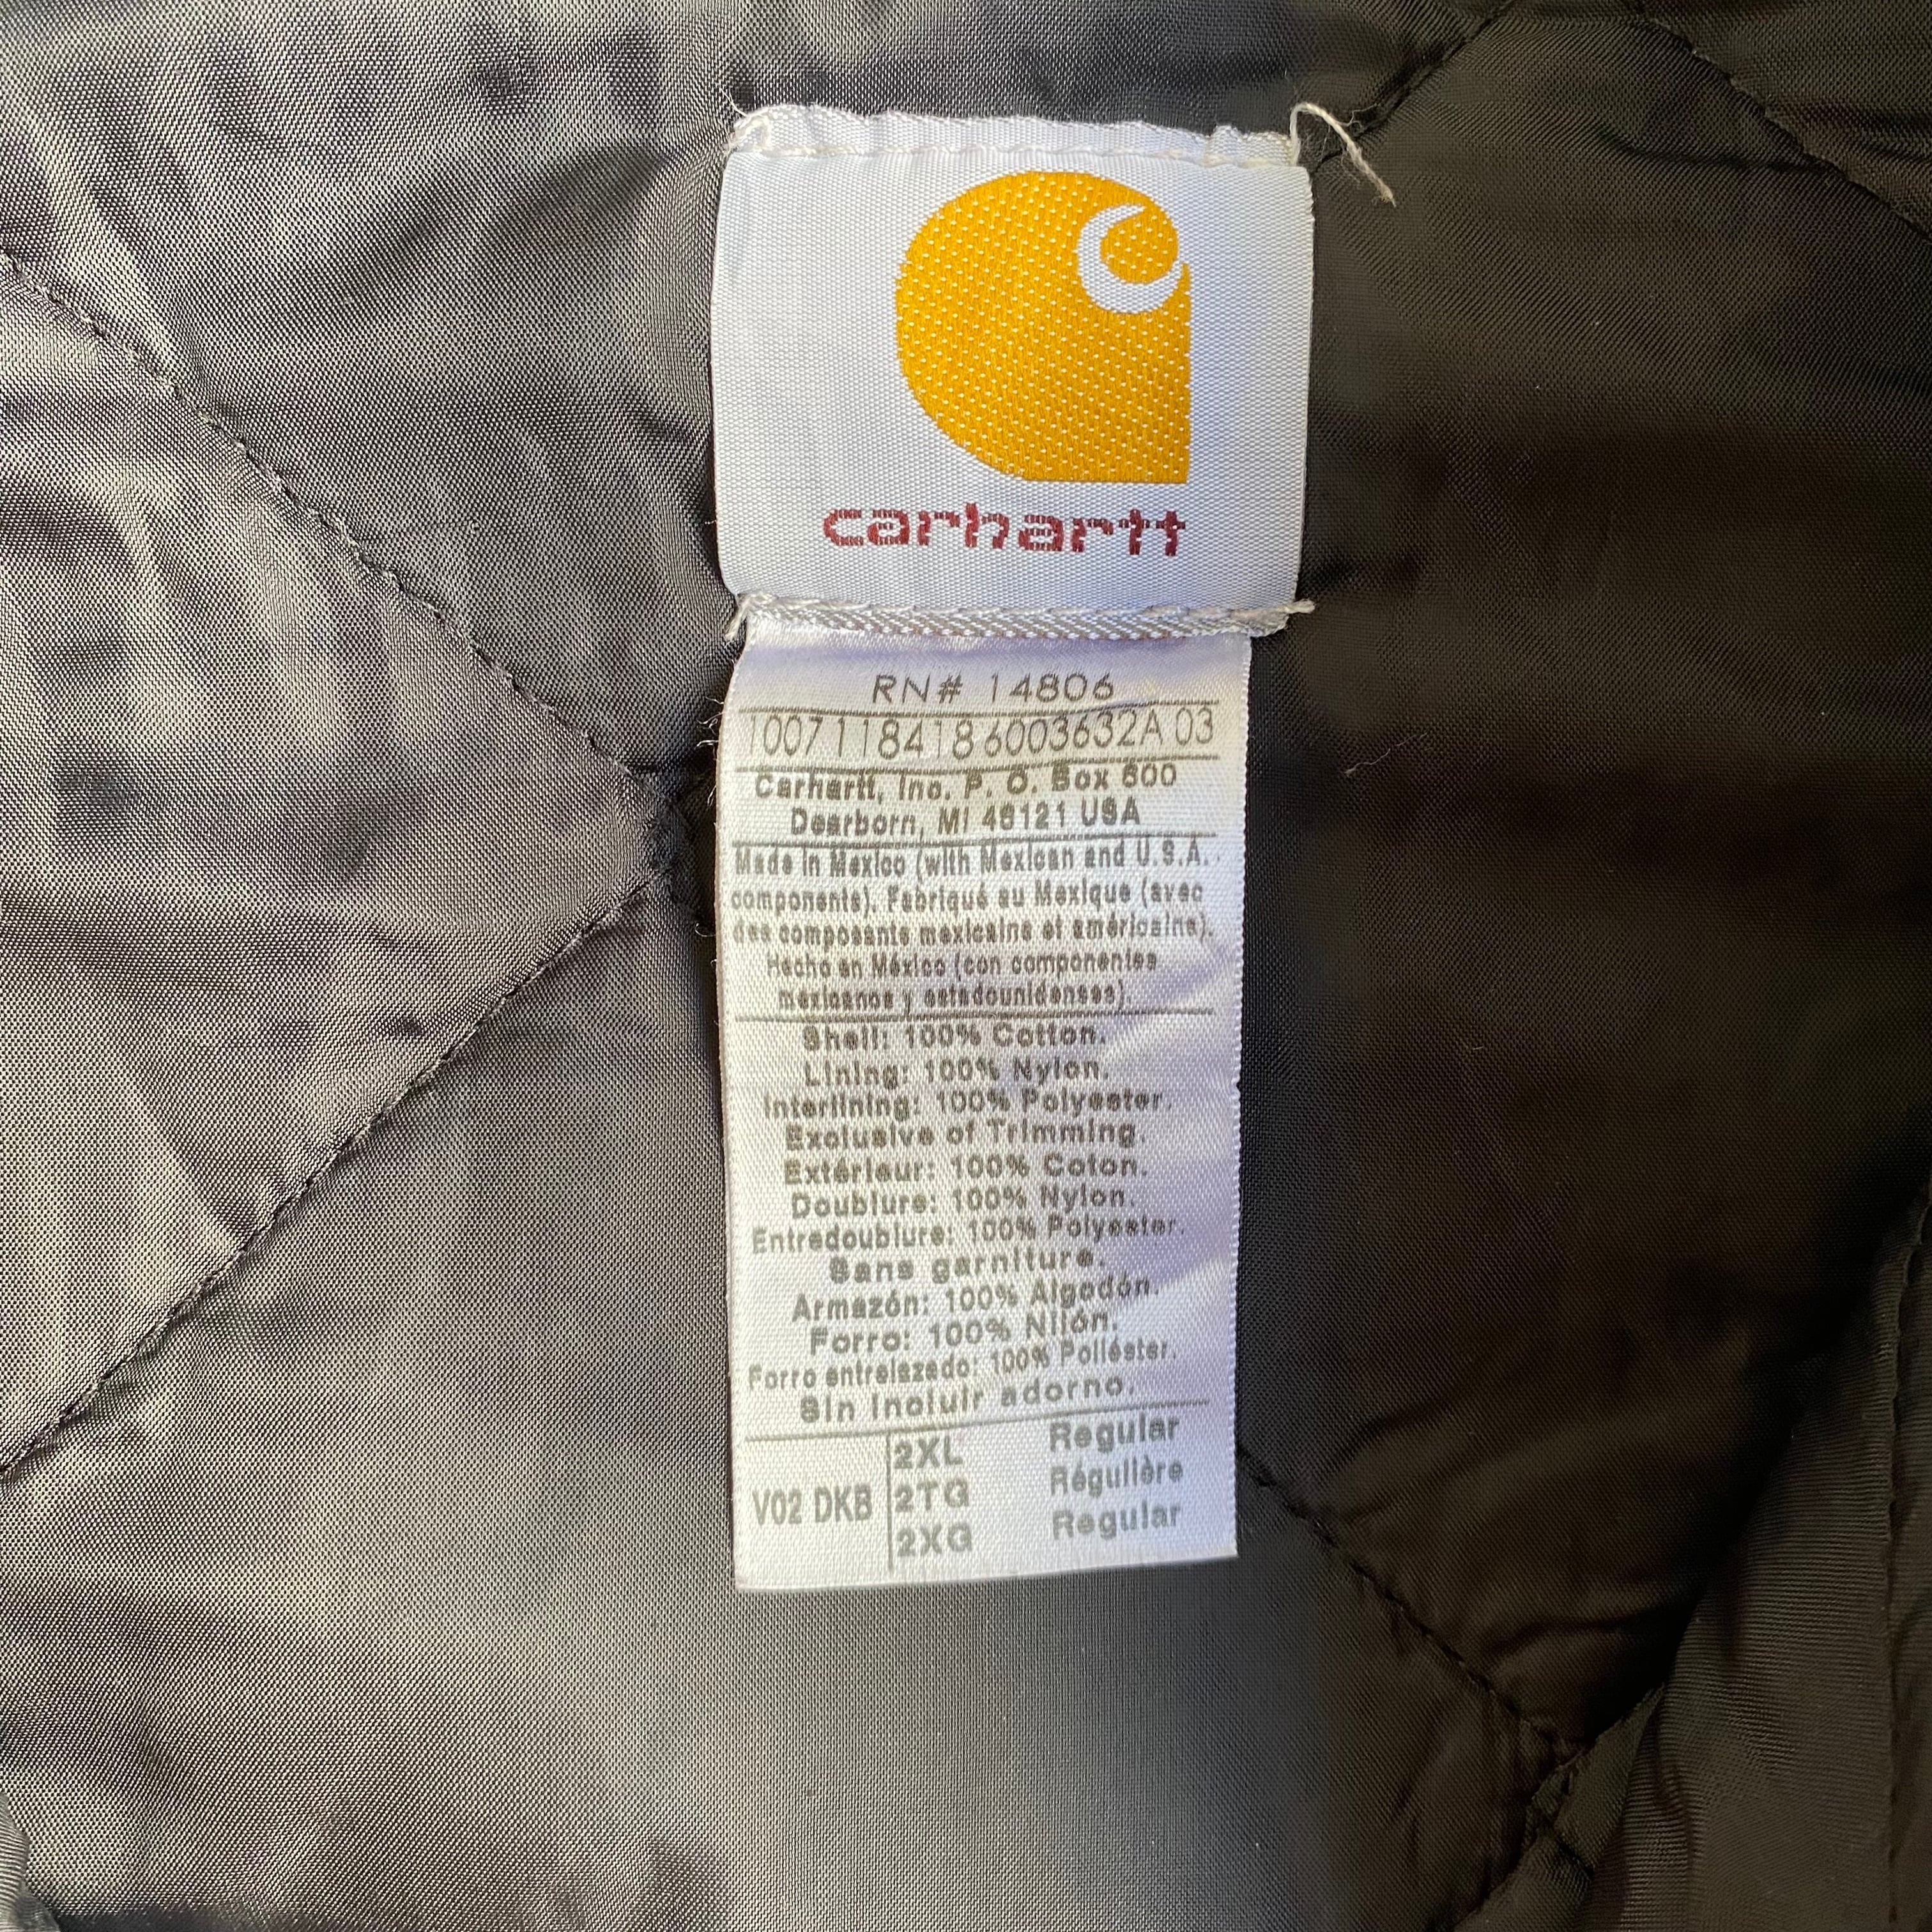 carhartt
RN# 14806
10071184186003632A 03
Carhartt, Inc. P. O. Box 600
Dearborn, MI 48121 USA
Made in Mexico (with Mexican and U.S.A.
components). Fabriqué au Mexique (avec
des composants mexicains et américains).
Hecho en México (con componentes
mexicanos y estadounidenses).
Shell: 100% Cotton.
Lining: 100% Nylon.
Interlining: 100% Polyester.
Exclusive of Trimming.
Extérieur: 100% Coton.
Doublure: 100% Nylon.
Entredoublure: 100% Polyester.
Sans garniture.
Armazón: 100% Algodón.
Forro: 100% Nilón.
Forro entrelazado: 100% Poliéster.
Sin incluir adorno.
V02 DKB 2XL Regular
2TG Régulière
2XG Regular